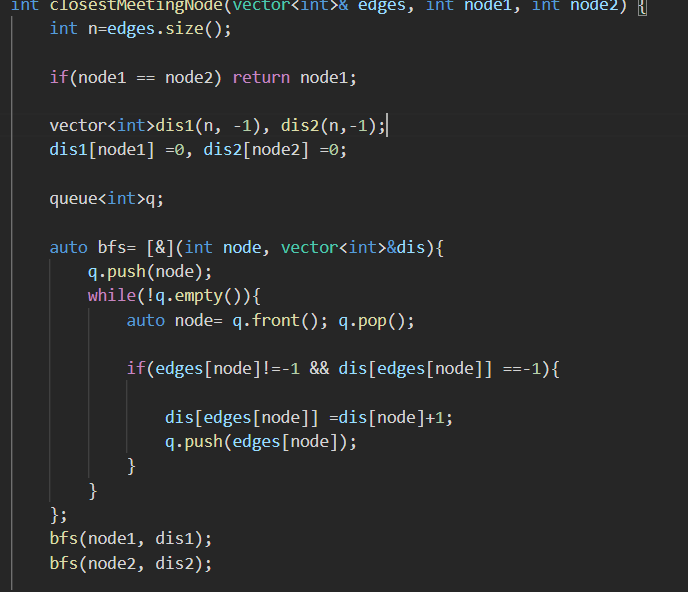 int closestMeetingNode(vector<int>& edges, int node1, int node2) {
int n=edges.size();
if(node1 == node2) return node1;
vector<int>dis1(n, -1), dis2(n,-1);
dis1[node1] =0, dis2[node2] =0;
queue<int>q;
auto bfs= [&](int node, vector<int>&dis){
q.push(node);
while(!q.empty()){
auto node= q.front(); q.pop();
if(edges[node]!=-1 && dis[edges[node]] ==-1){
dis[edges[node]] =dis[node]+1;
q.push(edges[node]);
}
}
};
bfs(node1, dis1);
bfs(node2, dis2);